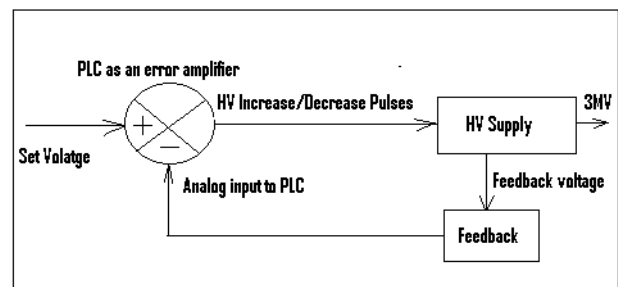 PLC as an error amplifier
HV Increase/Decrease Pulses
3MV
+
HV Supply
Set Volatge
−
Analog input to PLC
Feedback voltage
Feedback